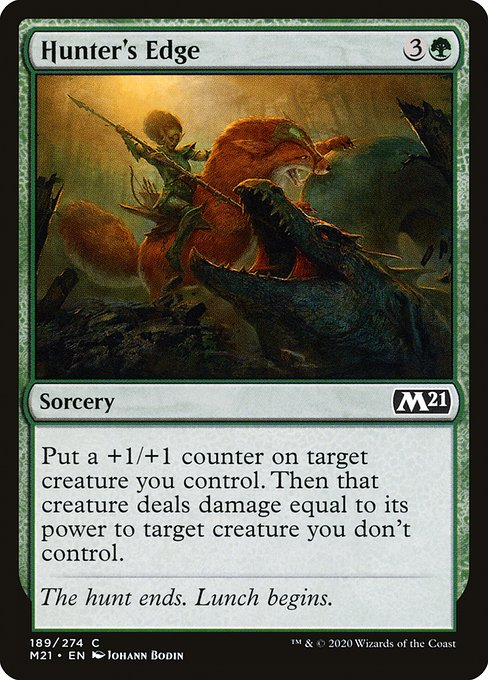 Hunter's Edge 3
Sorcery M21
Put a +1/+1 counter on target
creature you control. Then that
creature deals damage equal to its
power to target creature you don't
control.
The hunt ends. Lunch begins.
189/274 C ™ & © 2020 Wizards of the Coast
M21 • EN Johann Bodin